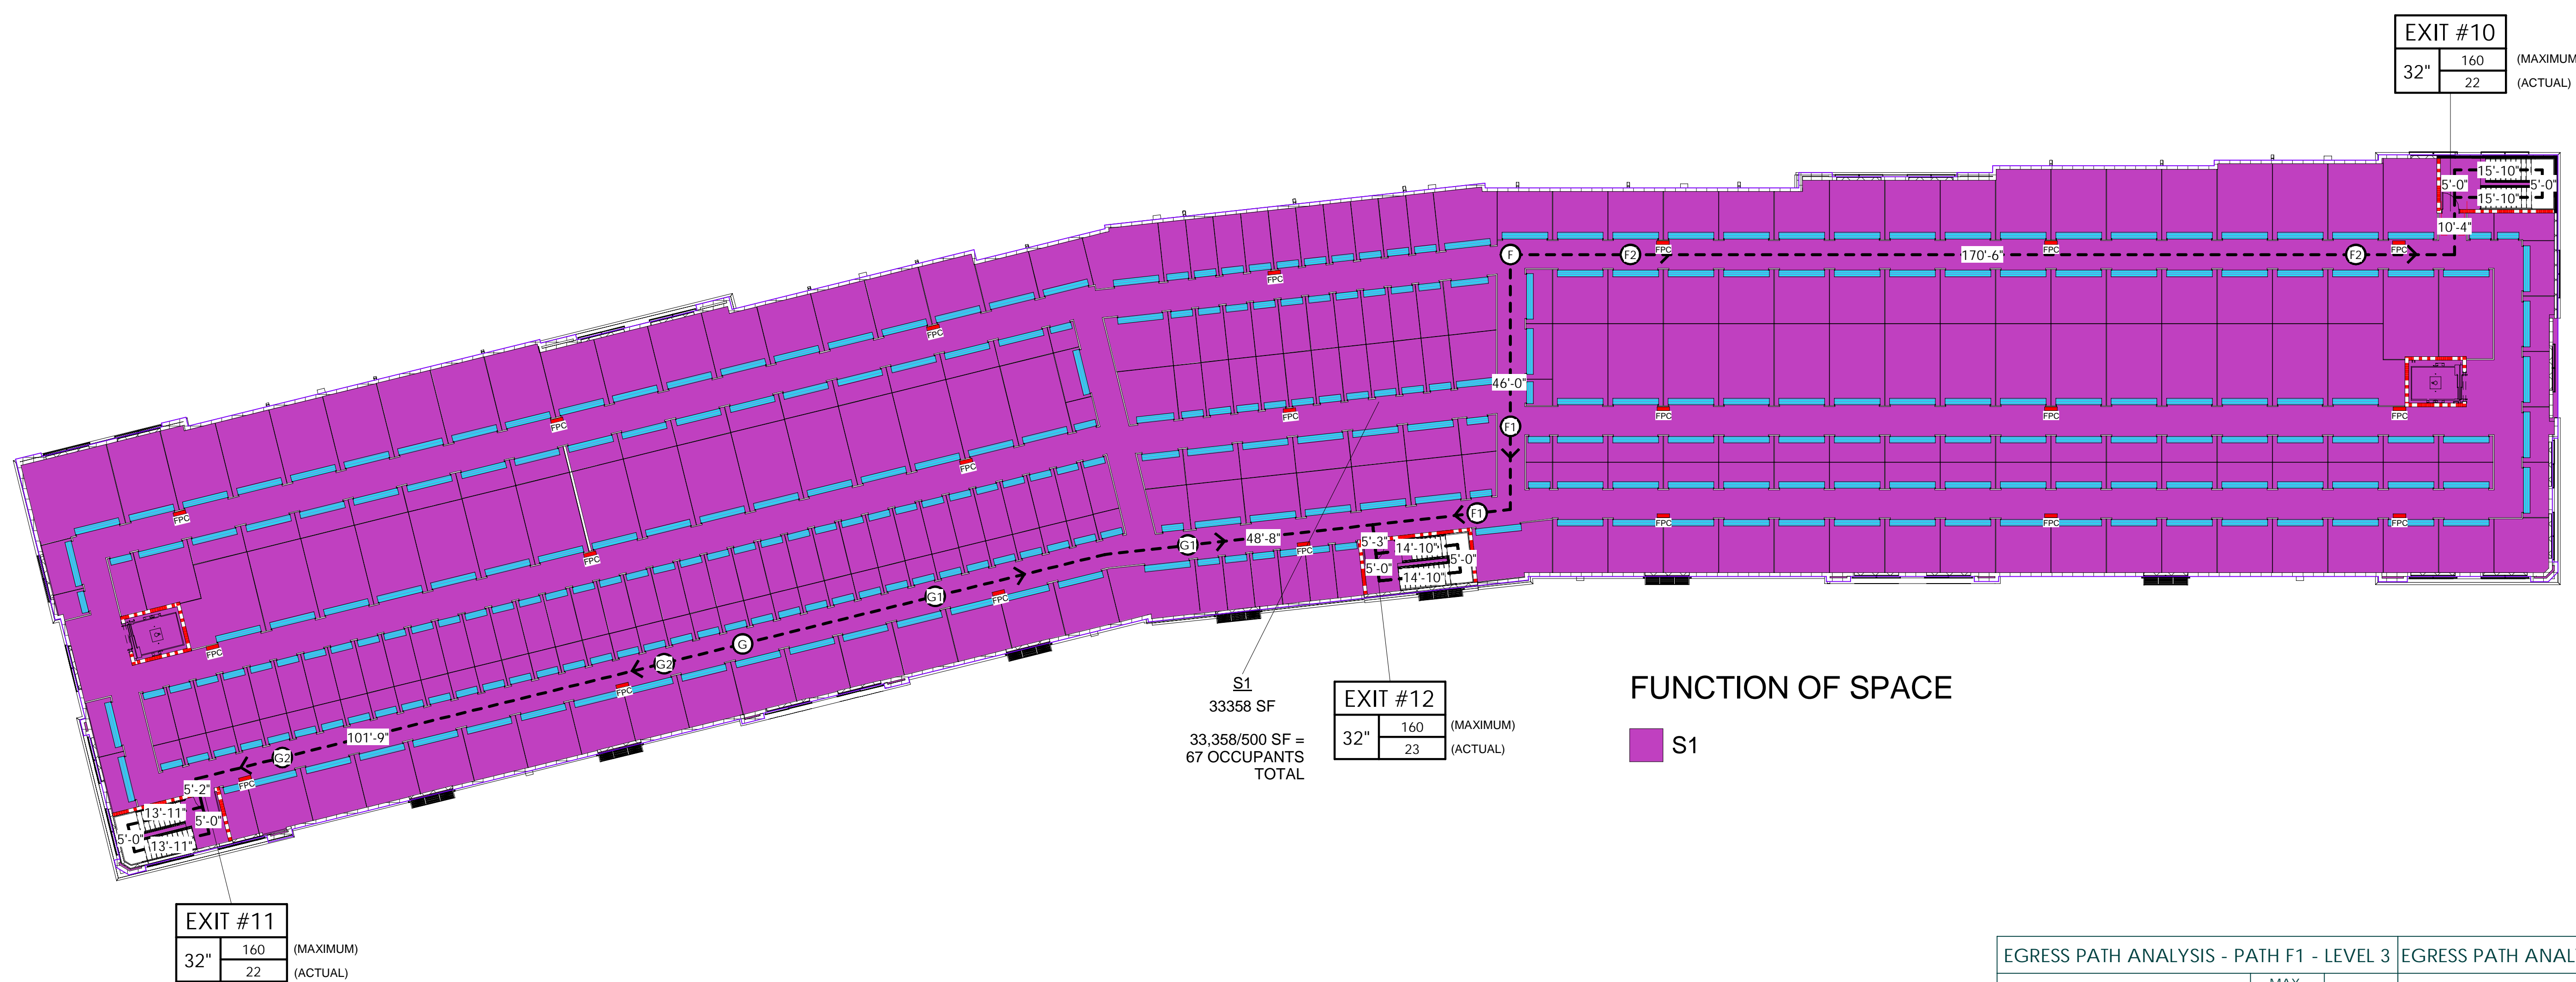 EXIT #10
32"
160
(MAXIMUM
22
(ACTUAL)
15'-10"
5'-0"
5'-0"
15'-10"
10'-4"
F
F2
FPC
170'-6"
FPC
F2
FPC
FPC
FPC
FPC
FPC
46'-0"
FPC
FPC
FPC
FPC
F1
FPC
FPC
F1
FPC
FPC
FPC
FPC
G1
48'-8"
FPC
5'-3"
14'-10"
5'-0"
5'-0"
14'-10"
G1
FPC
G
FPC
G2
FPC
101'-9"
G2
FPC
5'-2"
13'-11"
5'-0"
5'-0"
13'-11"
S1
33358 SF
33,358/500 SF =
67 OCCUPANTS
TOTAL
EXIT #12
32"
160
(MAXIMUM)
23
(ACTUAL)
FUNCTION OF SPACE
S1
EXIT #11
32"
160
(MAXIMUM)
22
(ACTUAL)
EGRESS PATH ANALYSIS - PATH F1 - LEVEL 3
EGRESS PATH ANAL